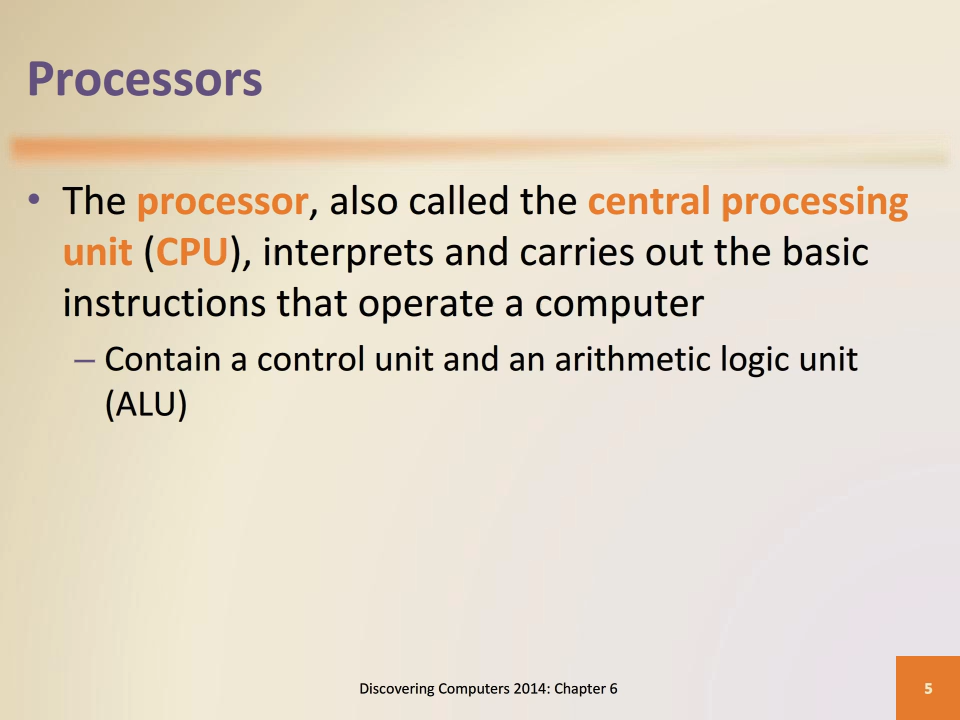 Processors
• The processor, also called the central processing
unit (CPU), interprets and carries out the basic
instructions that operate a computer
– Contain a control unit and an arithmetic logic unit
(ALU)
Discovering Computers 2014: Chapter 6
5